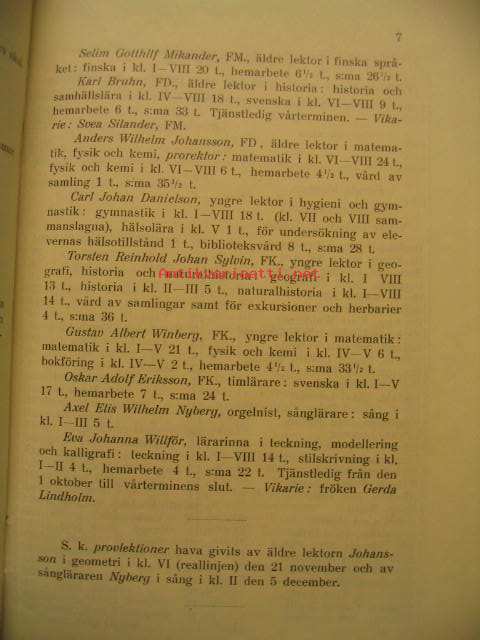 7
Selim Gotthilf Mikander, FM., äldre lektor i finska språ-
ket: finska i kl. I—VIII 20 t., hemarbete 6½ t., s:ma 26½ t.
Karl Bruhn, FD., äldre lektor i historia: historia och
samhällslära i kl. IV—VIII 18 t., svenska i kl. VI—VIII 9 t.,
hemarbete 6 t., s:ma 33 t. Tjänstledig vårterminen. — Vika-
rie: Svea Silander, FM.
Anders Wilhelm Johansson, FD., äldre lektor i matema-
tik, fysik och kemi, prorektor: matematik i kl. VI—VIII 24 t.,
fysik och kemi i kl. VI—VIII 6 t., hemarbete 4½ t., vård av
samling 1 t., s:ma 35½ t.
Carl Johan Danielson, yngre lektor i hygieni och gym-
nastik: gymnastik i kl. I—VIII 18 t. (kl. VII och VIII sam-
manslagna), hälsolära i kl. V 1 t., för undersökning av ele-
vernas hälsotillstånd 1 t., biblioteksvård 8 t., s:ma 28 t.
Torsten Reinhold Johan Sylvin, FK., yngre lektor i geo-
grafi, historia och naturalhistoria: geografi i kl. I VIII
13 t., historia i kl. II—III 5 t., naturalhistoria i kl. I—VIII
14 t., vård av samlingar samt för exkursioner och herbarier
4 t., s:ma 36 t.
Gustav Albert Winberg, FK., yngre lektor i matematik:
matematik i kl. I—V 21 t., fysik och kemi i kl. IV—V 6 t.,
bokföring i kl. IV—V 2 t., hemarbete 4½ t., s:ma 33½ t.
Oskar Adolf Eriksson, FK., timlärare: svenska i kl. I—V
17 t., hemarbete 7 t., s:ma 24 t.
Axel Elis Wilhelm Nyberg, orgelnist, sånglärare: sång i
kl. I—III 5 t.
Eva Johanna Willför, lärarinna i teckning, modellering
och kalligrafi: teckning i kl. I—VIII 14 t., stilskrivning i kl.
I—II 4 t., hemarbete 4 t., s:ma 22 t. Tjänstledig från den
1 oktober till vårterminens slut. — Vikarie: fröken Gerda
Lindholm.
S. k. provlektioner hava givits av äldre lektorn Johans-
son i geometri i kl. VI (reallinjen) den 21 november och av
sångläraren Nyberg i sång i kl. II den 5 december.